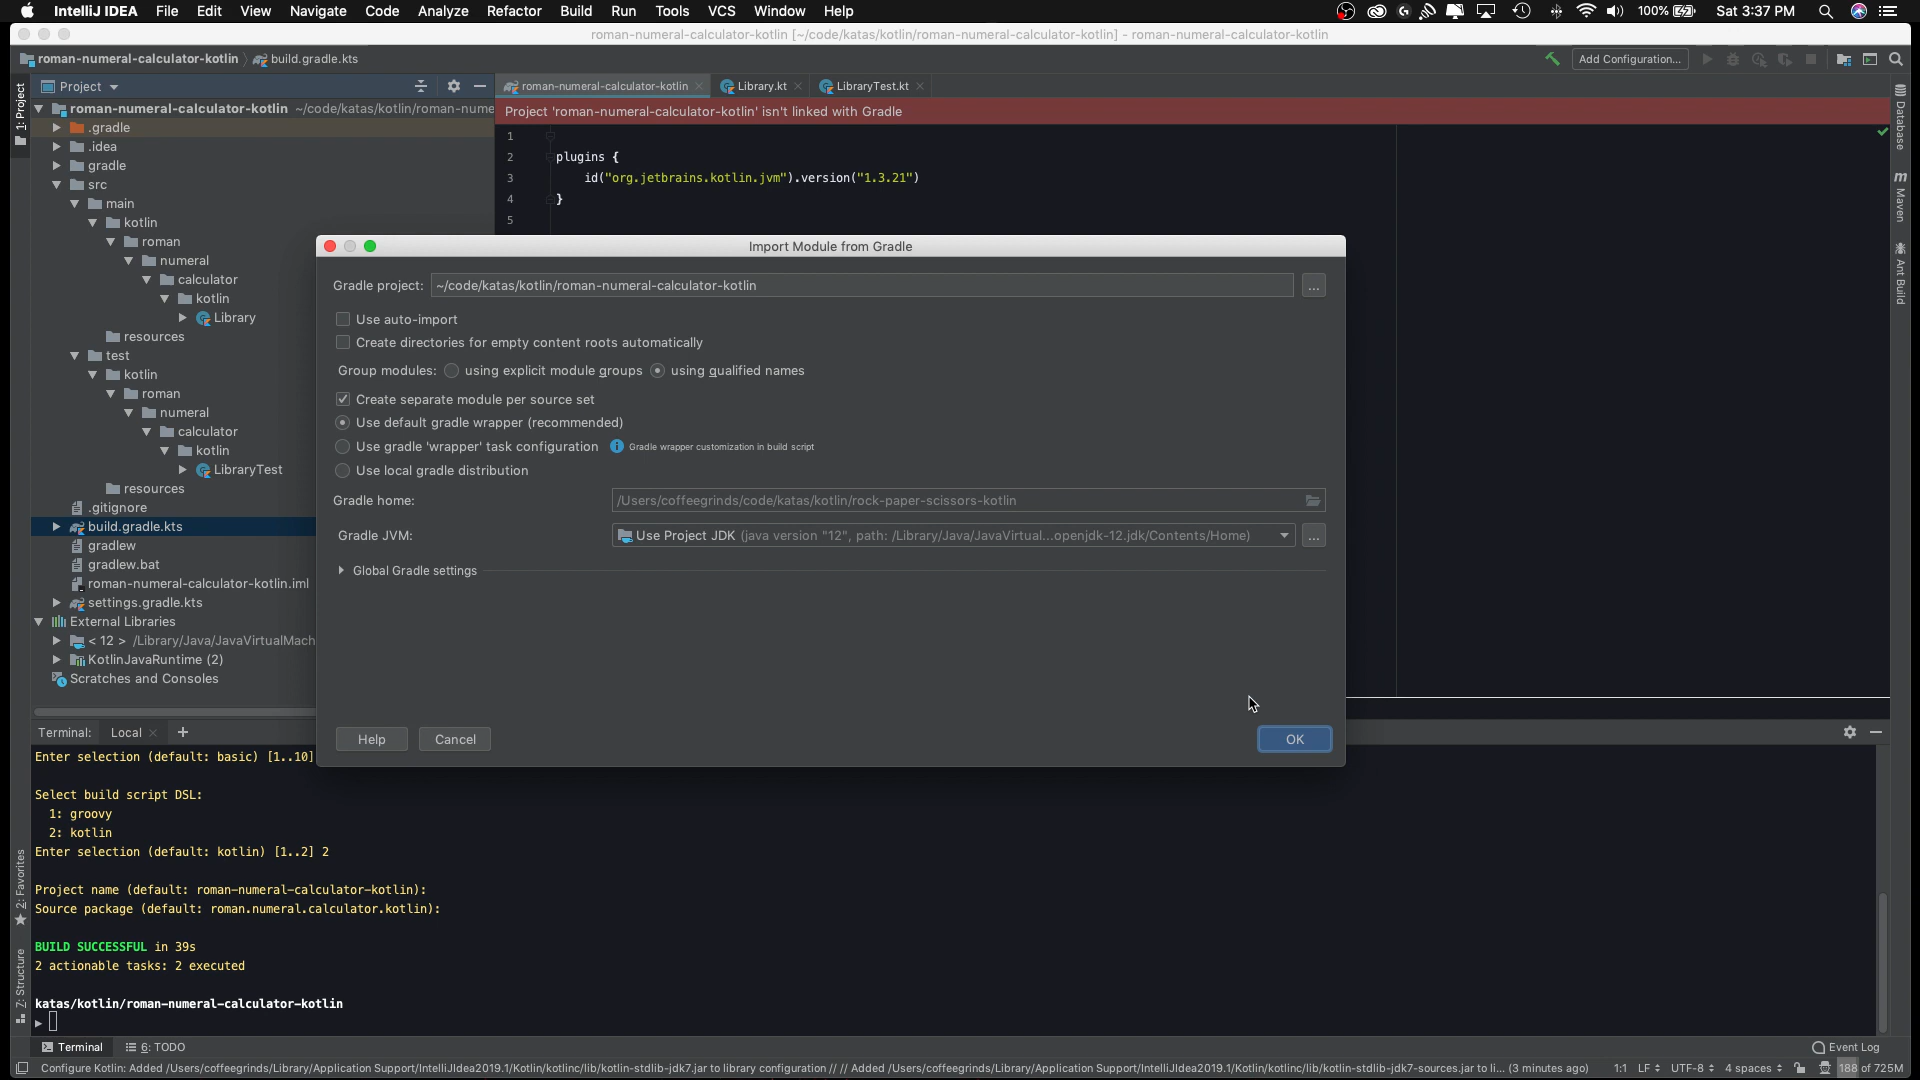 IntelliJ IDEA File Edit View Navigate Code Analyze Refactor Build Run Tools VCS Window Help 100% Sat 3:37 PM
roman-numeral-calculator-kotlin [~/code/katas/kotlin/roman-numeral-calculator-kotlin] - roman-numeral-calculator-kotlin
roman-numeral-calculator-kotlin build.gradle.kts Add Configuration...
1: Project
Project
roman-numeral-calculator-kotlin Library.kt LibraryTest.kt
roman-numeral-calculator-kotlin ~/code/katas/kotlin/roman-nume
.gradle
.idea
gradle
src
main
kotlin
roman
numeral
calculator
kotlin
Library
resources
test
kotlin
roman
numeral
calculator
kotlin
LibraryTest
resources
.gitignore
build.gradle.kts
gradlew
gradlew.bat
roman-numeral-calculator-kotlin.iml
settings.gradle.kts
External Libraries
< 12 > /Library/Java/JavaVirtualMach
KotlinJavaRuntime (2)
Scratches and Consoles
Project 'roman-numeral-calculator-kotlin' isn't linked with Gradle
1
2 plugins {
3 id("org.jetbrains.kotlin.jvm").version("1.3.21")
4 }
5
Database
m Maven
Ant Build
Import Module from Gradle
Gradle project: ~/code/katas/kotlin/roman-numeral-calculator-kotlin ...
Use auto-import
Create directories for empty content roots automatically
Group modules: using explicit module groups using qualified names
Create separate module per source set
Use default gradle wrapper (recommended)
Use gradle 'wrapper' task configuration Gradle wrapper customization in build script
Use local gradle distribution
Gradle home: /Users/coffeegrinds/code/katas/kotlin/rock-paper-scissors-kotlin
Gradle JVM: Use Project JDK (java version "12", path: /Library/Java/JavaVirtual...openjdk-12.jdk/Contents/Home) ...
Global Gradle settings
Help Cancel OK
Terminal: Local +
Enter selection (default: basic) [1..10]
Select build script DSL:
1: groovy
2: kotlin
Enter selection (default: kotlin) [1..2] 2
Project name (default: roman-numeral-calculator-kotlin):
Source package (default: roman.numeral.calculator.kotlin):
BUILD SUCCESSFUL in 39s
2 actionable tasks: 2 executed
katas/kotlin/roman-numeral-calculator-kotlin
2: Favorites
7: Structure
Terminal 6: TODO Event Log
Configure Kotlin: Added /Users/coffeegrinds/Library/Application Support/IntelliJIdea2019.1/Kotlin/kotlinc/lib/kotlin-stdlib-jdk7.jar to library configuration // // Added /Users/coffeegrinds/Library/Application Support/IntelliJIdea2019.1/Kotlin/kotlinc/lib/kotlin-stdlib-jdk7-sources.jar to li... (3 minutes ago) 1:1 LF UTF-8 4 spaces 188 of 725M